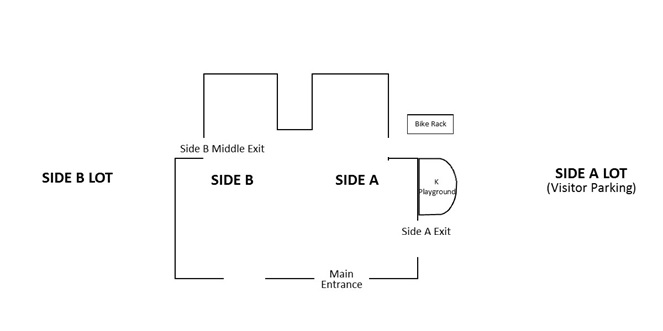 Bike Rack
Side B Middle Exit
SIDE B LOT
SIDE B
SIDE A
K
Playground
SIDE A LOT
(Visitor Parking)
Side A Exit
Main
Entrance